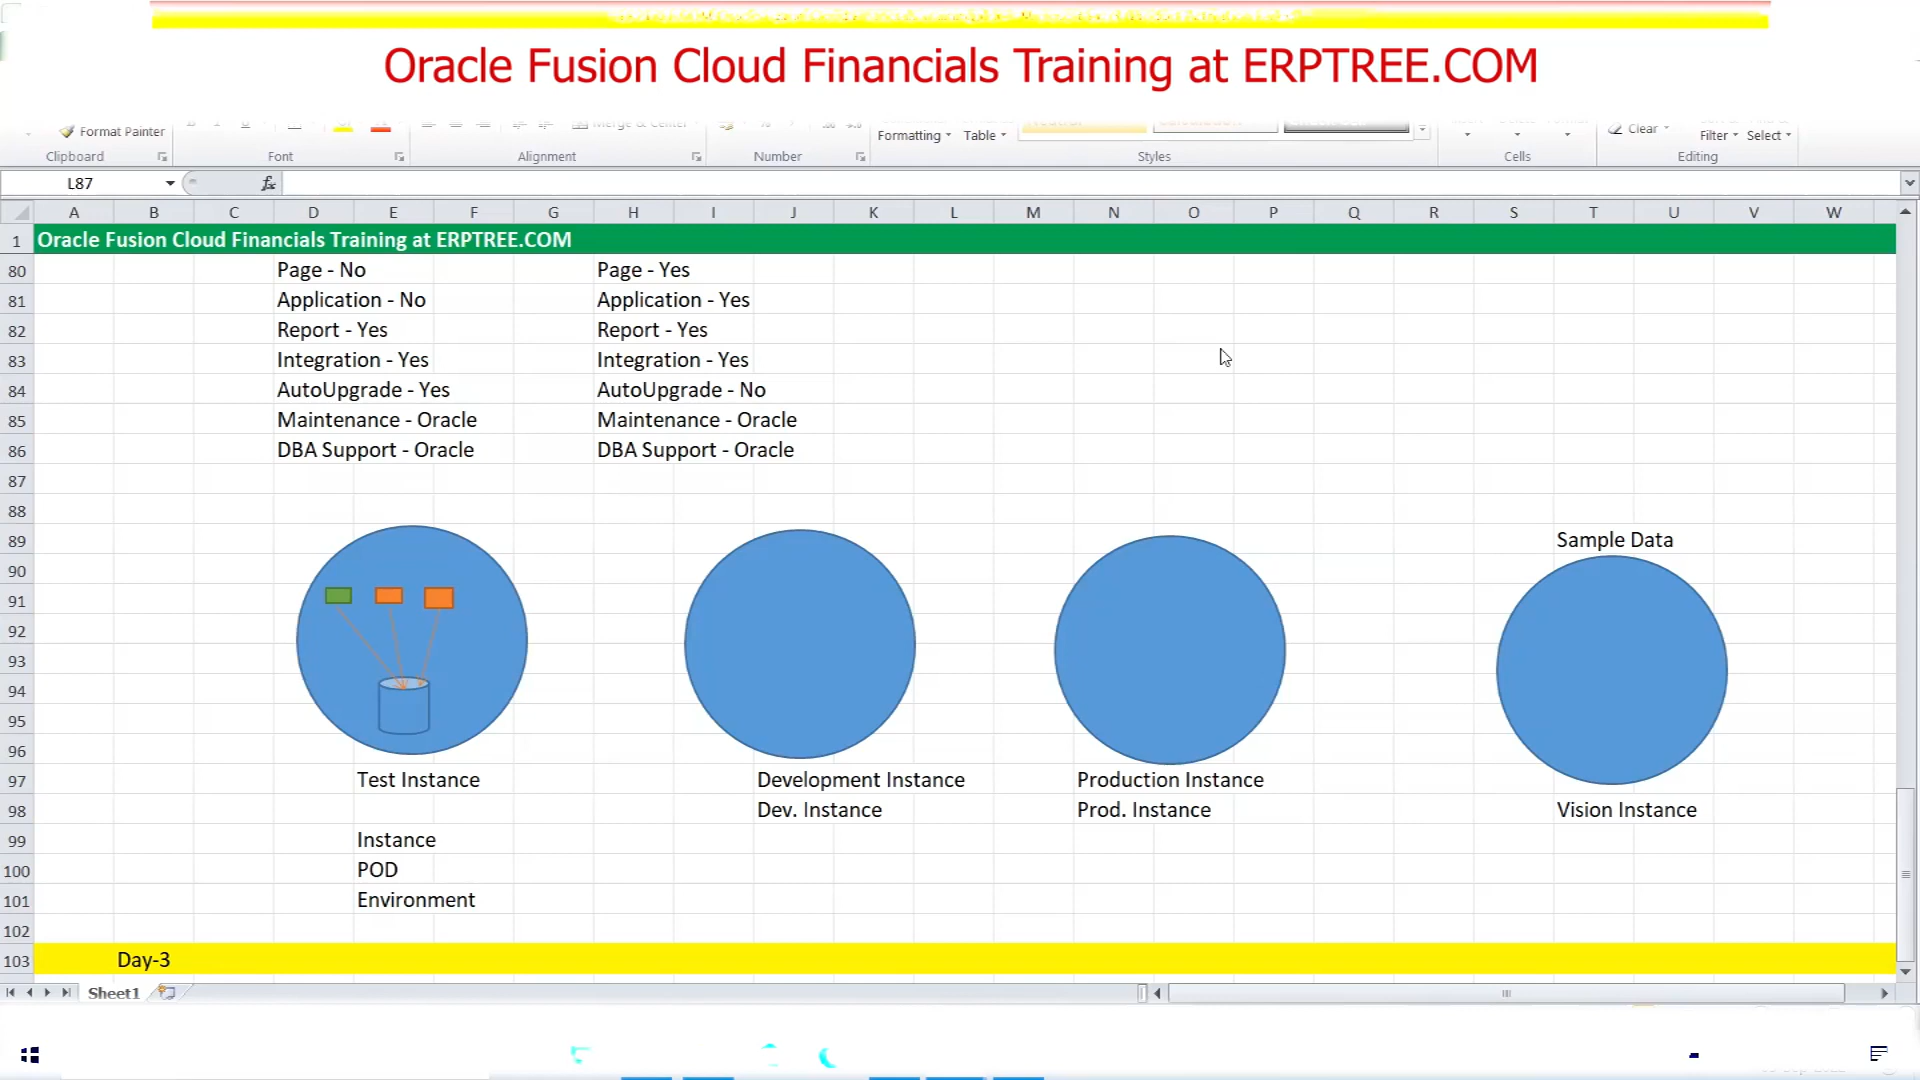 Oracle Fusion Cloud Financials Training at ERPTREE.COM
Format Painter
Formatting Table Clear Filter Select
Clipboard Font Alignment Number Styles Cells Editing
L87 fx
A B C D E F G H I J K L M N O P Q R S T U V W
1 Oracle Fusion Cloud Financials Training at ERPTREE.COM
80 Page - No Page - Yes
81 Application - No Application - Yes
82 Report - Yes Report - Yes
83 Integration - Yes Integration - Yes
84 AutoUpgrade - Yes AutoUpgrade - No
85 Maintenance - Oracle Maintenance - Oracle
86 DBA Support - Oracle DBA Support - Oracle
87
88
89 Sample Data
90
91
92
93
94
95
96
97 Test Instance Development Instance Production Instance
98 Dev. Instance Prod. Instance Vision Instance
99 Instance
100 POD
101 Environment
102
103 Day-3
Sheet1